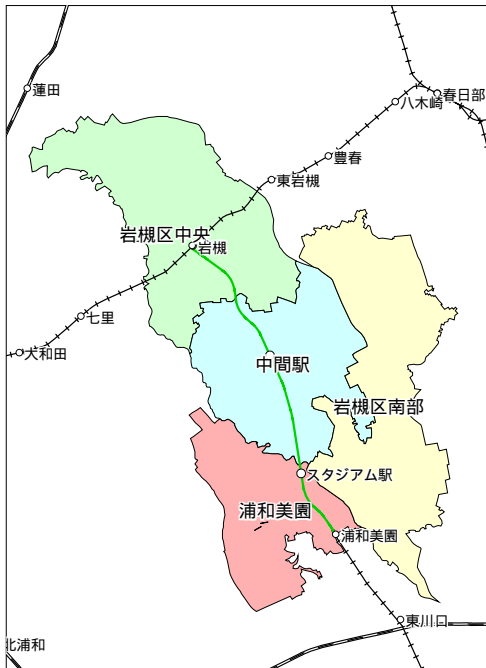 蓮田
八木崎
春日部
豊春
東岩槻
岩槻区中央
岩槻
七里
大和田
中間駅
岩槻区南部
スタジアム駅
浦和美園
浦和美園
東川口
北浦和